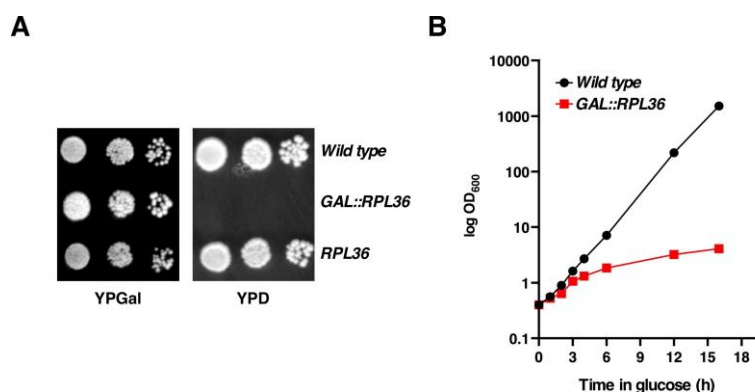 A
Wild type
GAL::RPL36
RPL36
YPGal
YPD
B
10000
1000
100
10
1
0.1
log OD600
Wild type
GAL::RPL36
0 3 6 9 12 15 18
Time in glucose (h)